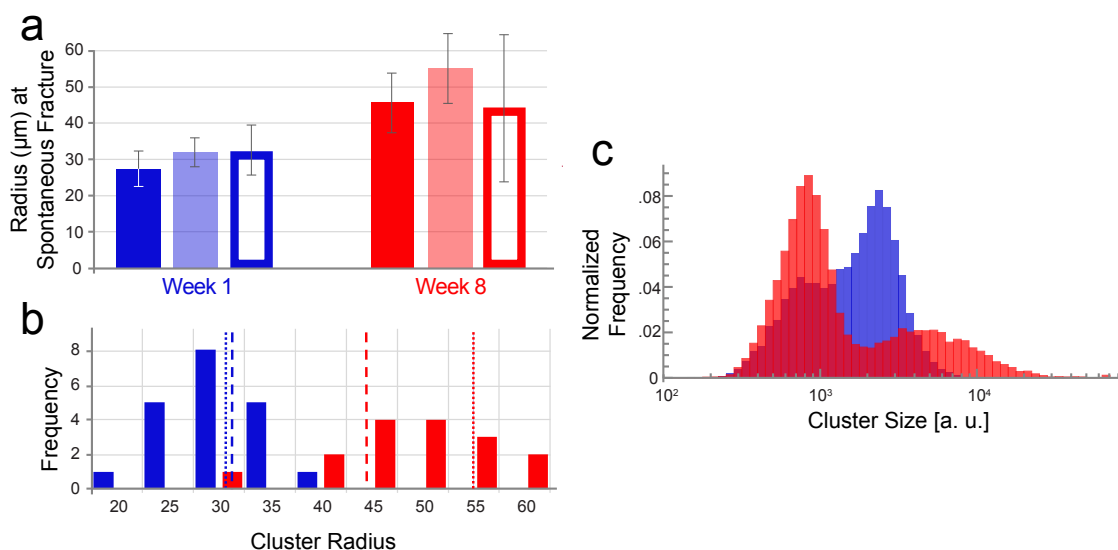 a
Radius (µm) at
Spontaneous Fracture
60
50
40
30
20
10
0
Week 1
Week 8
b
Frequency
8
6
4
2
0
20 25 30 35 40 45 50 55 60
Cluster Radius
c
Normalized
Frequency
.08
.06
.04
.02
0
10² 10³ 10⁴
Cluster Size [a. u.]